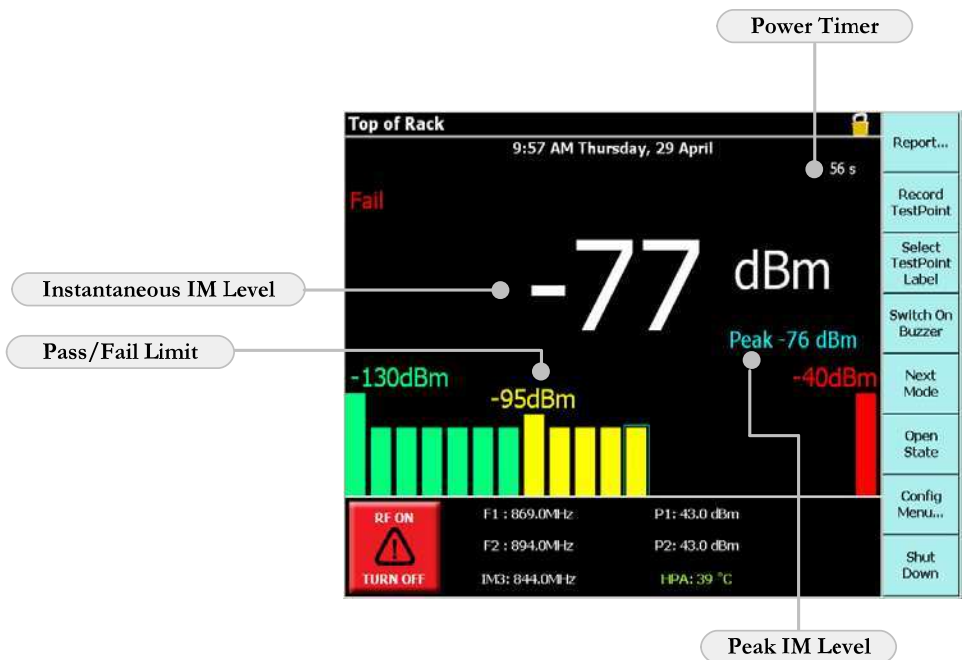 Power Timer
Top of Rack
9:57 AM Thursday, 29 April
56 s
Fail
-77 dBm
Instantaneous IM Level
Peak -76 dBm
Pass/Fail Limit
-130dBm
-95dBm
-40dBm
RF ON
TURN OFF
F1 : 869.0MHz
P1: 43.0 dBm
F2 : 894.0MHz
P2: 43.0 dBm
IM3: 844.0MHz
HPA: 39 °C
Report...
Record
TestPoint
Select
TestPoint
Label
Switch On
Buzzer
Next
Mode
Open
State
Config
Menu...
Shut
Down
Peak IM Level